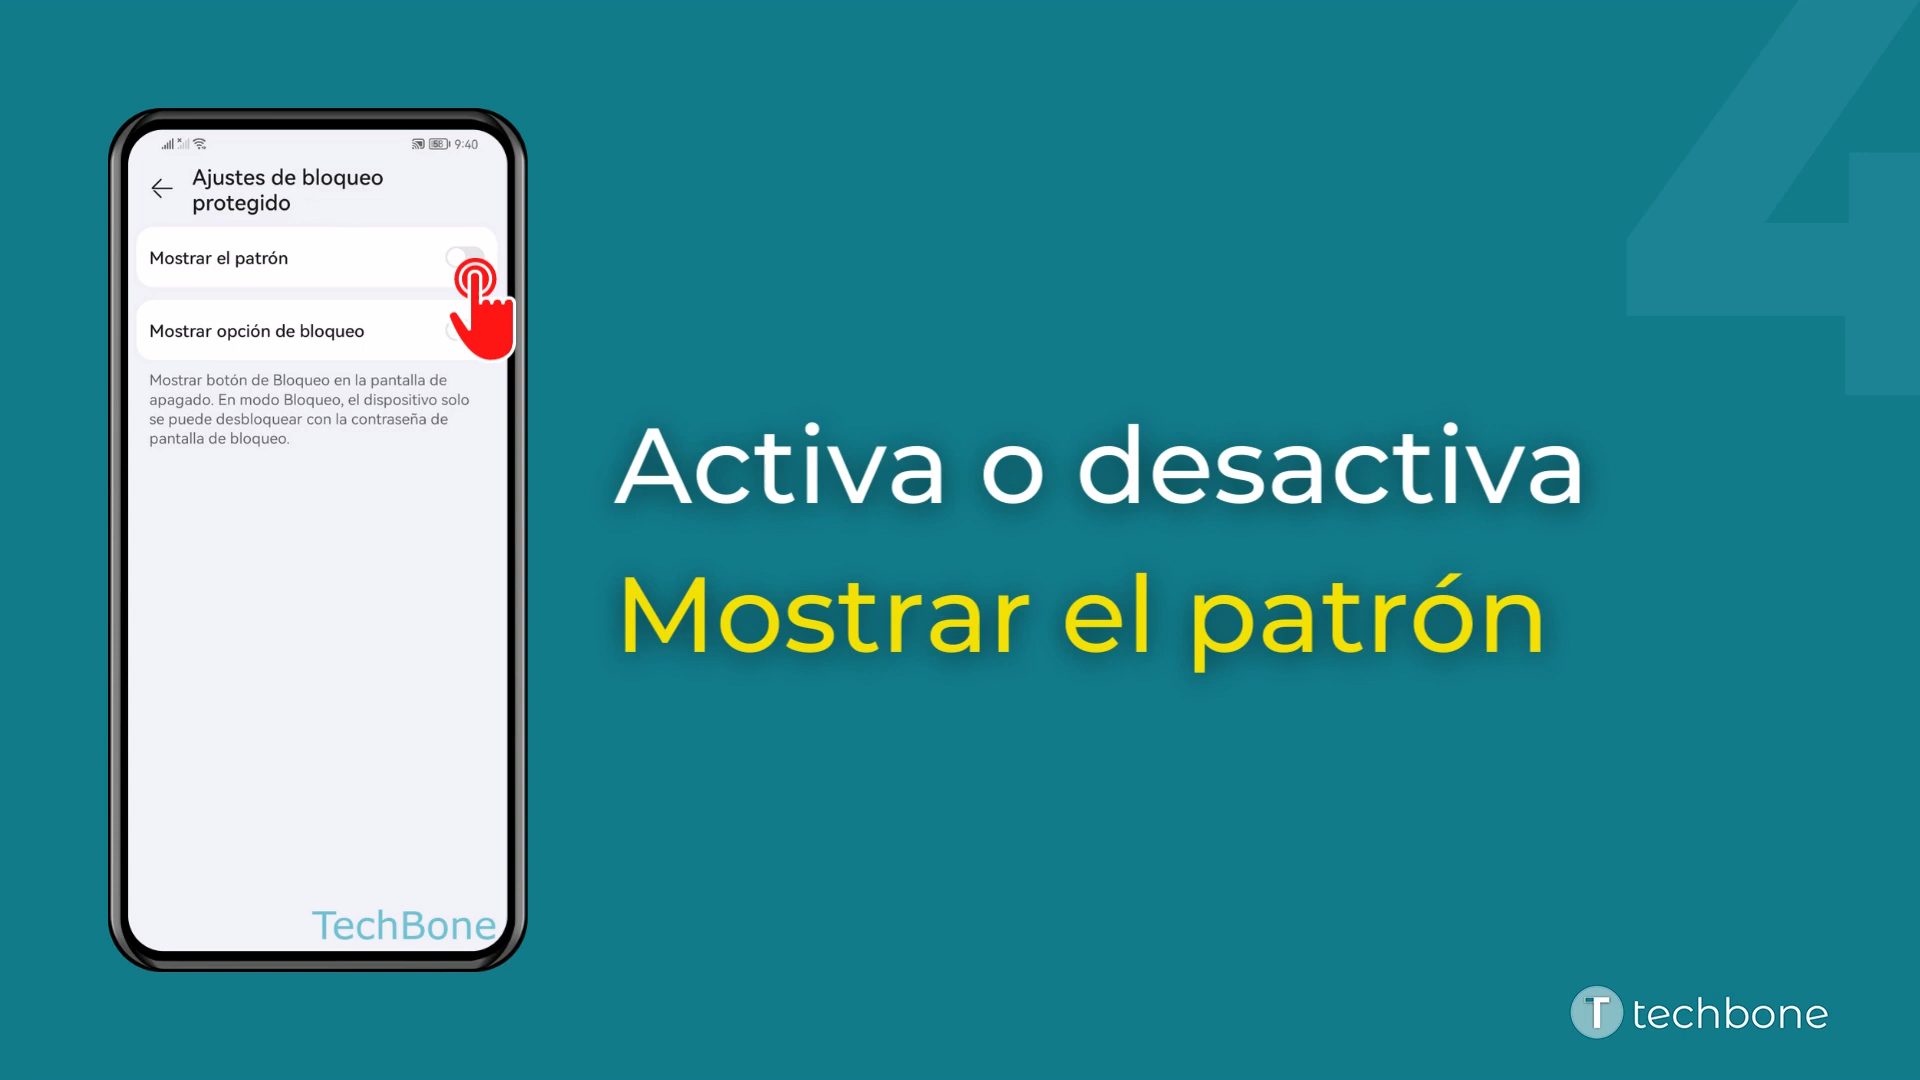 4
58 9:40
Ajustes de bloqueo
protegido
Mostrar el patrón
Mostrar opción de bloqueo
Mostrar botón de Bloqueo en la pantalla de
apagado. En modo Bloqueo, el dispositivo solo
se puede desbloquear con la contraseña de
pantalla de bloqueo.
TechBone
Activa o desactiva
Mostrar el patrón
T techbone